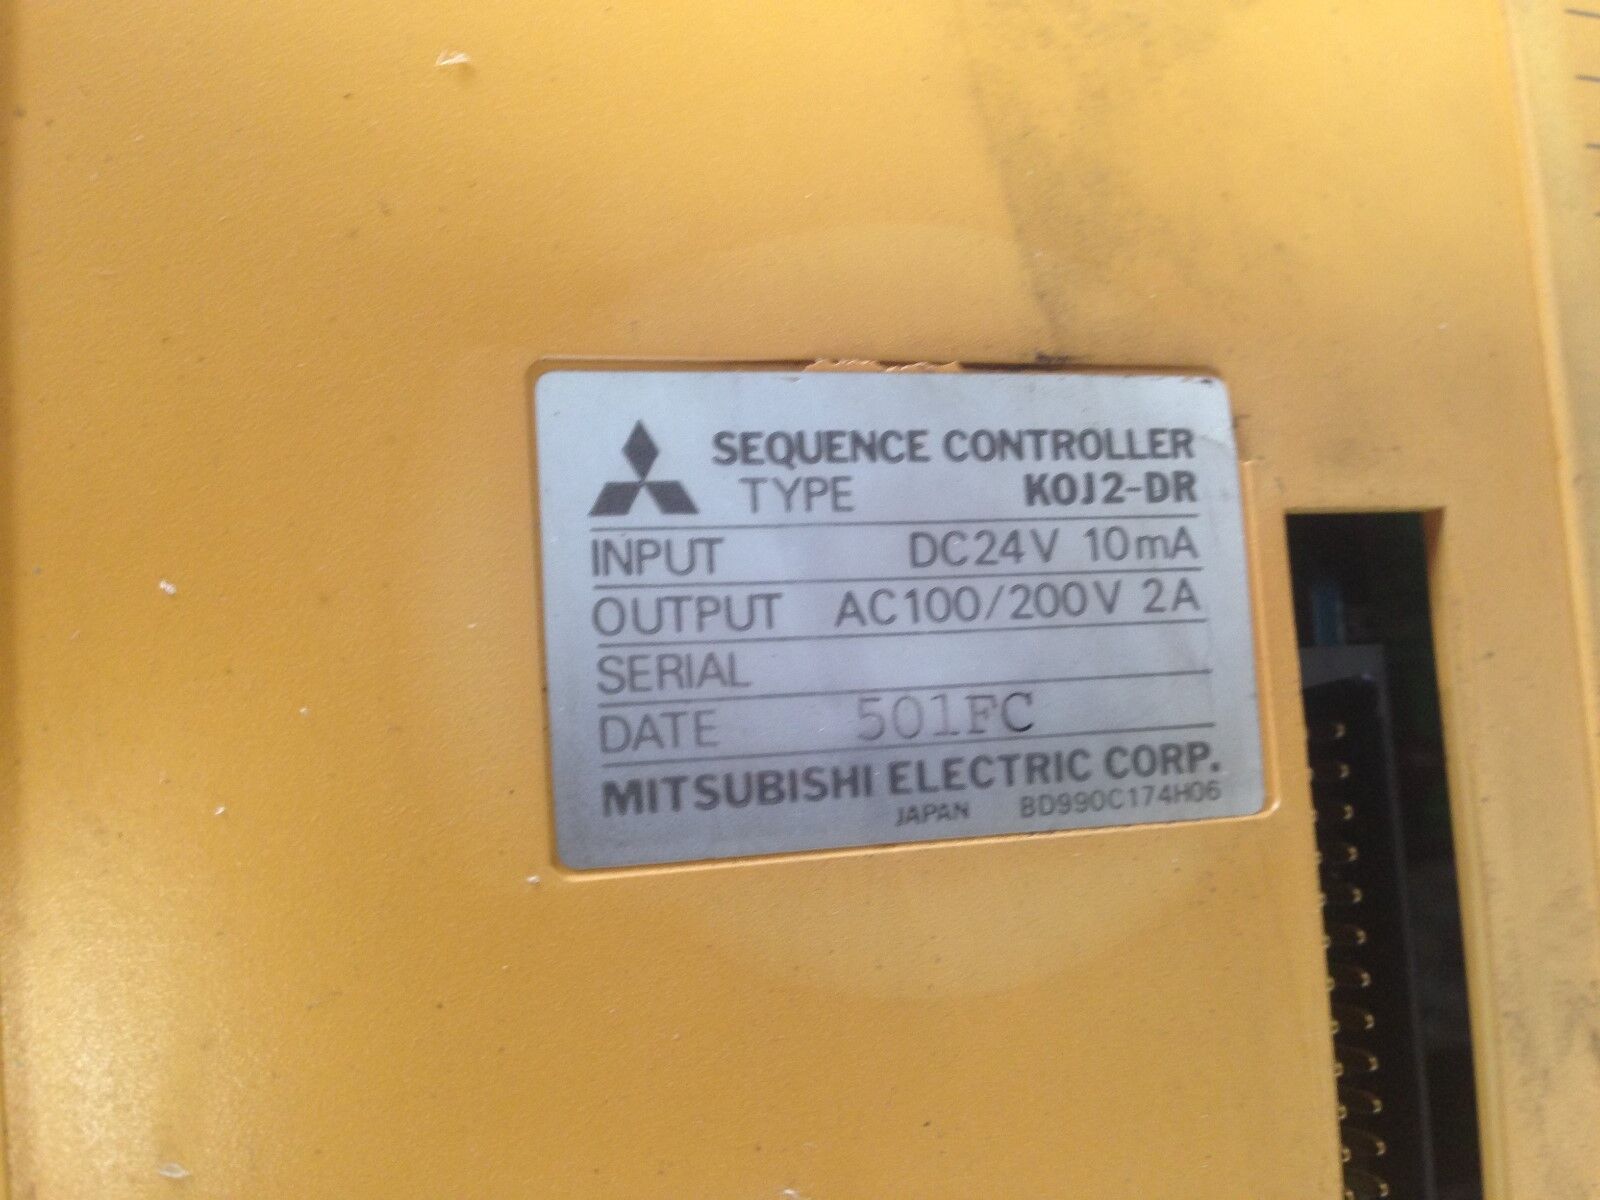 SEQUENCE CONTROLLER
TYPE K0J2-DR
INPUT DC24V 10mA
OUTPUT AC100/200V 2A
SERIAL
DATE 501FC
MITSUBISHI ELECTRIC CORP.
JAPAN BD990C174H06